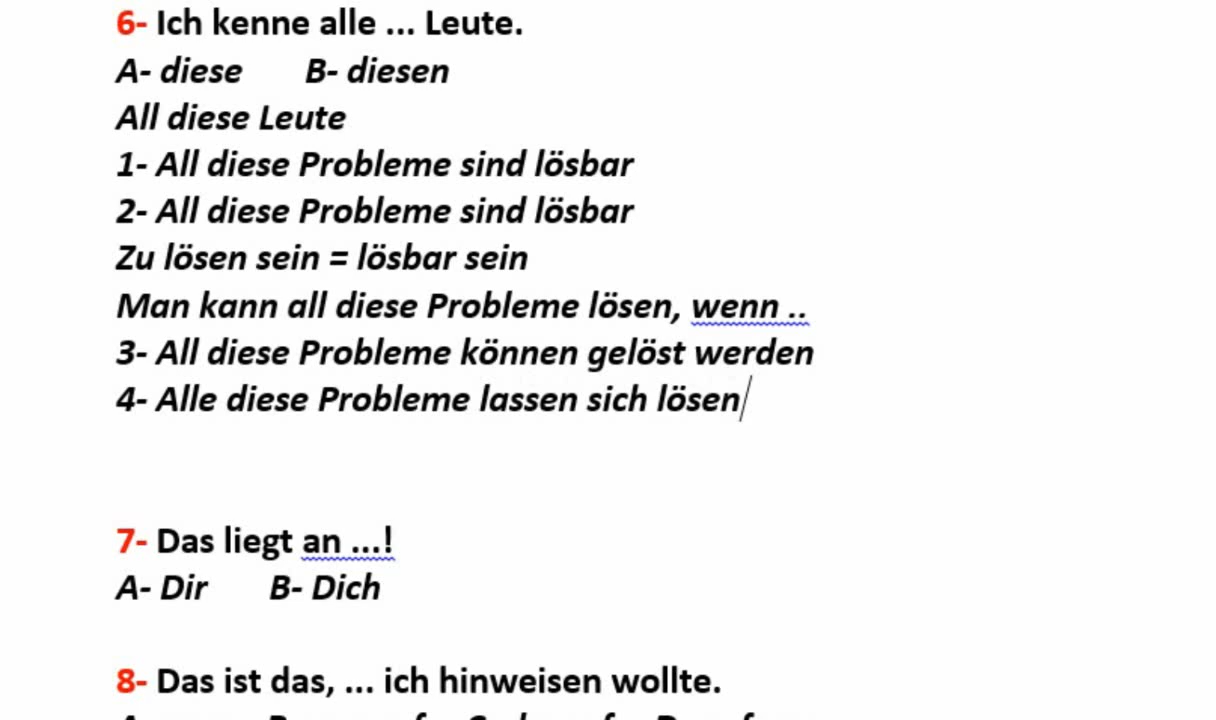 6- Ich kenne alle ... Leute.
A- diese B- diesen
All diese Leute
1- All diese Probleme sind lösbar
2- All diese Probleme sind lösbar
Zu lösen sein = lösbar sein
Man kann all diese Probleme lösen, wenn ..
3- All diese Probleme können gelöst werden
4- Alle diese Probleme lassen sich lösen
7- Das liegt an ...!
A- Dir B- Dich
8- Das ist das, ... ich hinweisen wollte.